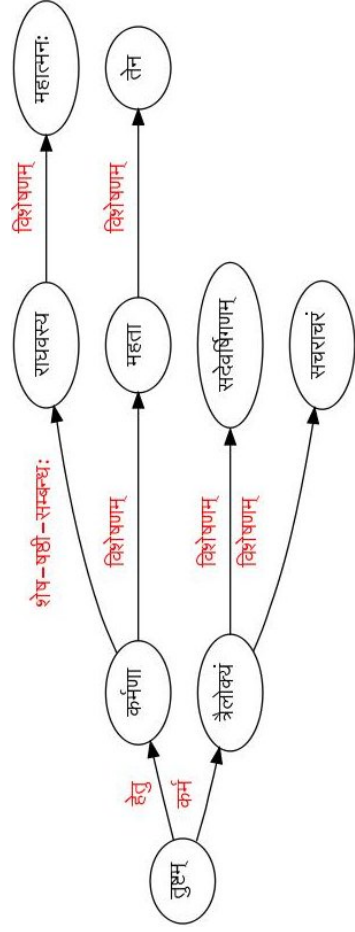 महात्मनः
तेन
विशेषणम्
विशेषणम्
राघवस्य
महता
सदेवर्षिगणम्
सचराचरं
शेष-षष्ठी-सम्बन्धः
विशेषणम्
विशेषणम्
विशेषणम्
कर्मणा
त्रैलोक्यं
हेतु
कर्म
तुष्टम्